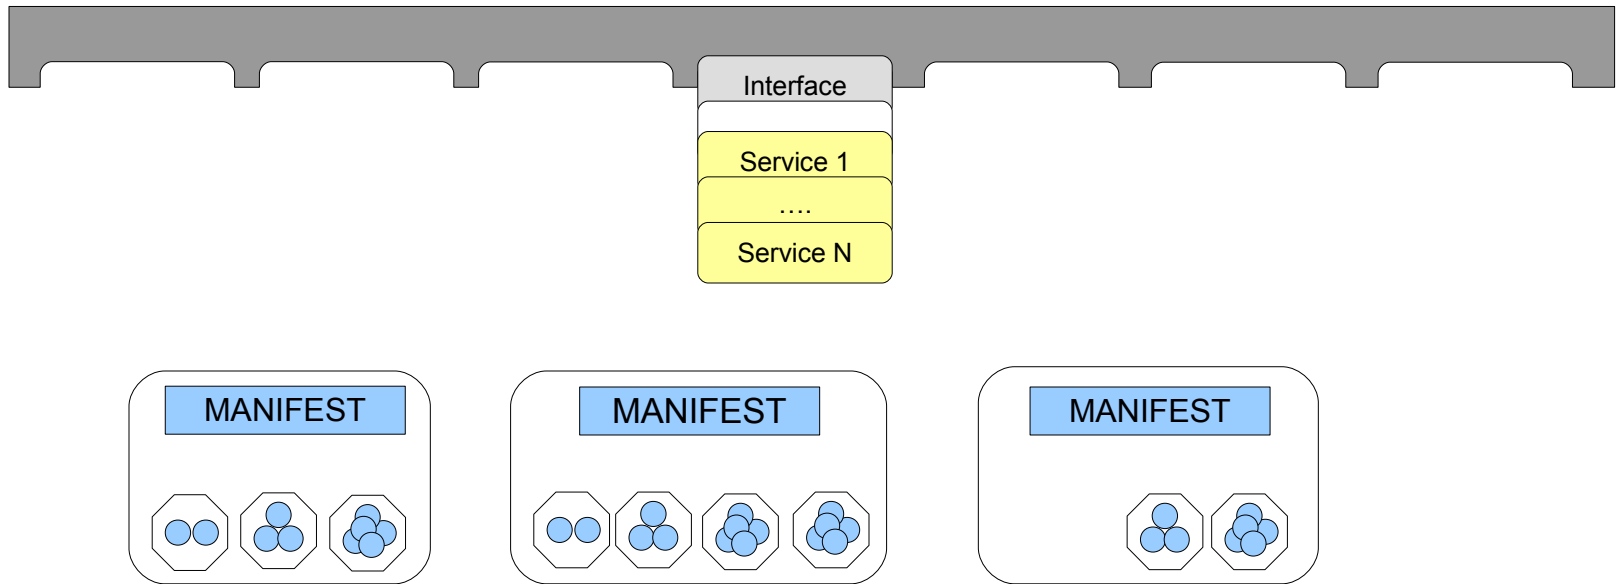 Interface
Service 1
….
Service N
MANIFEST
MANIFEST
MANIFEST